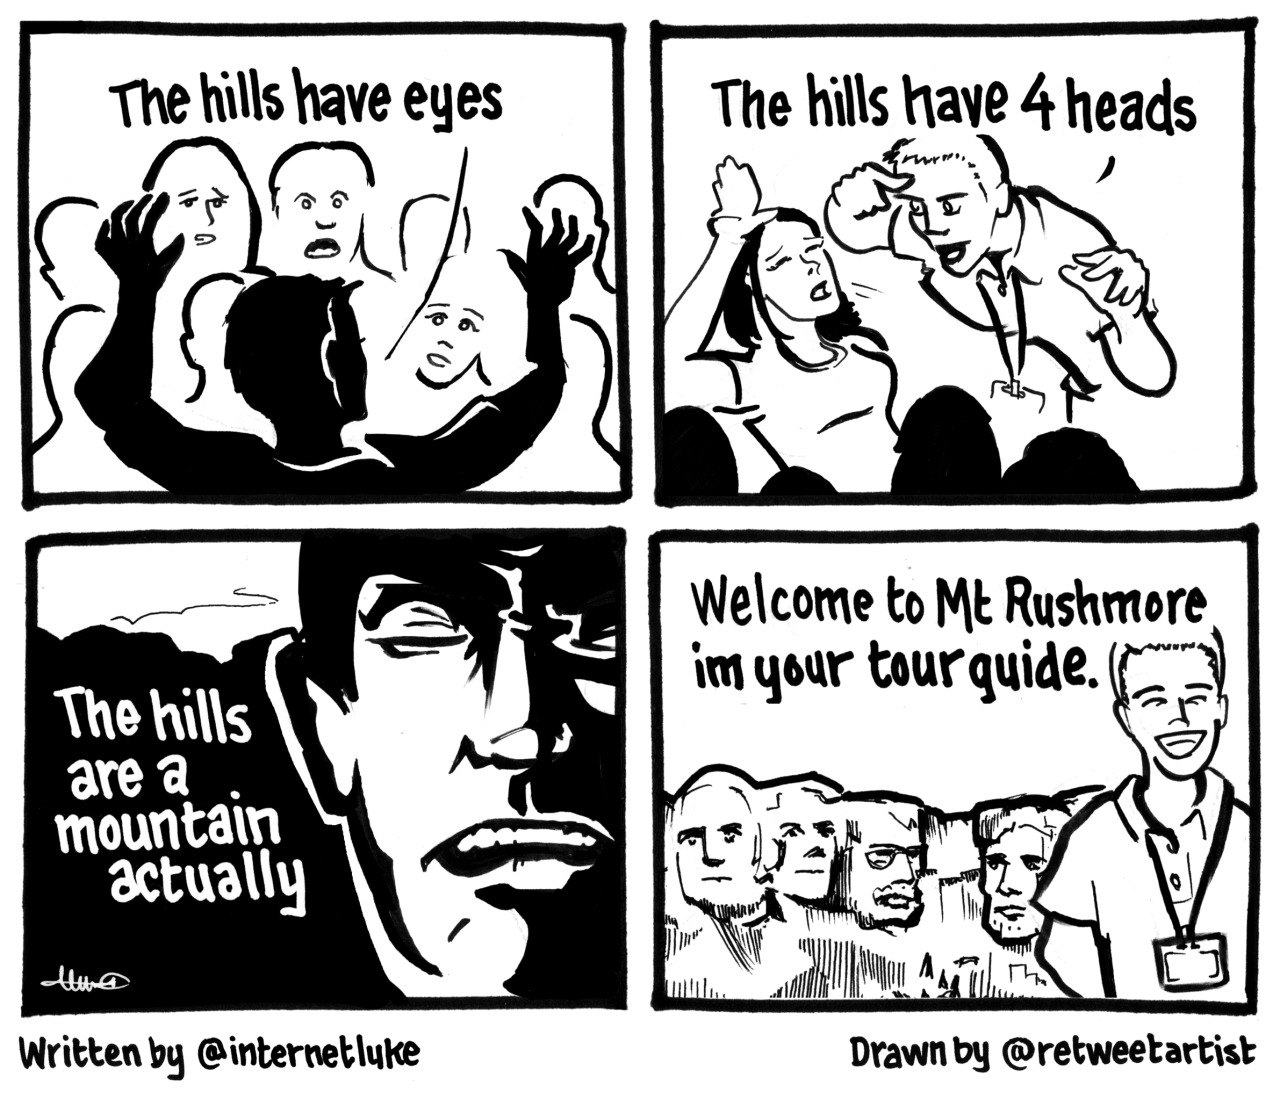 The hills have eyes
The hills have 4 heads
The hills
are a
mountain
actually
Welcome to Mt Rushmore
im your tour guide.
Written by @internetluke
Drawn by @retweetartist